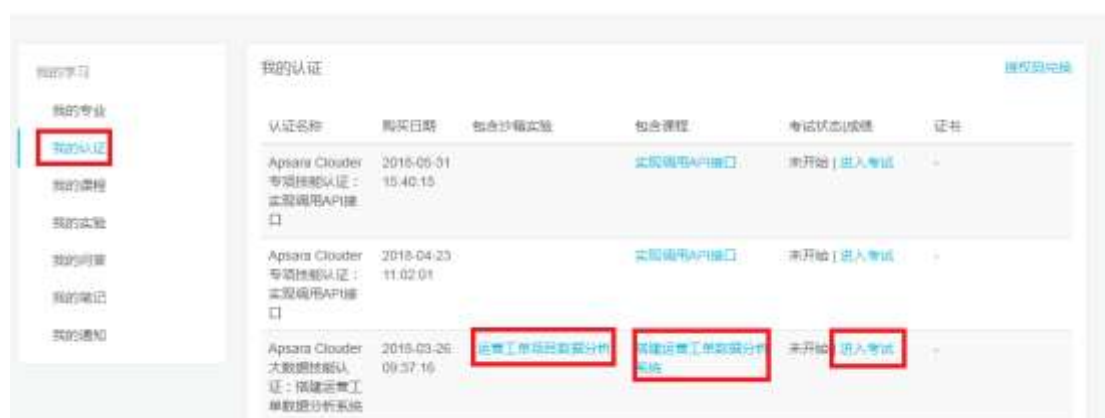 我的学习
我的专业
我的认证
我的课程
我的实验
我的问答
我的笔记
我的通知
我的认证
授权码兑换
认证名称 购买日期 包含沙箱实验 包含课程 考试状态|成绩 证书
Apsara Clouder 2018-05-31 实现调用API接口 未开始 | 进入考试 -
专项技能认证： 15:40:15
实现调用API接
口
Apsara Clouder 2018-04-23 实现调用API接口 未开始 | 进入考试 -
专项技能认证： 11:02:01
实现调用API接
口
Apsara Clouder 2018-03-26 运营工单项目数据分析 搭建运营工单数据分析 未开始 | 进入考试 -
大数据技能认 09:37:16 系统
证：搭建运营工
单数据分析系统